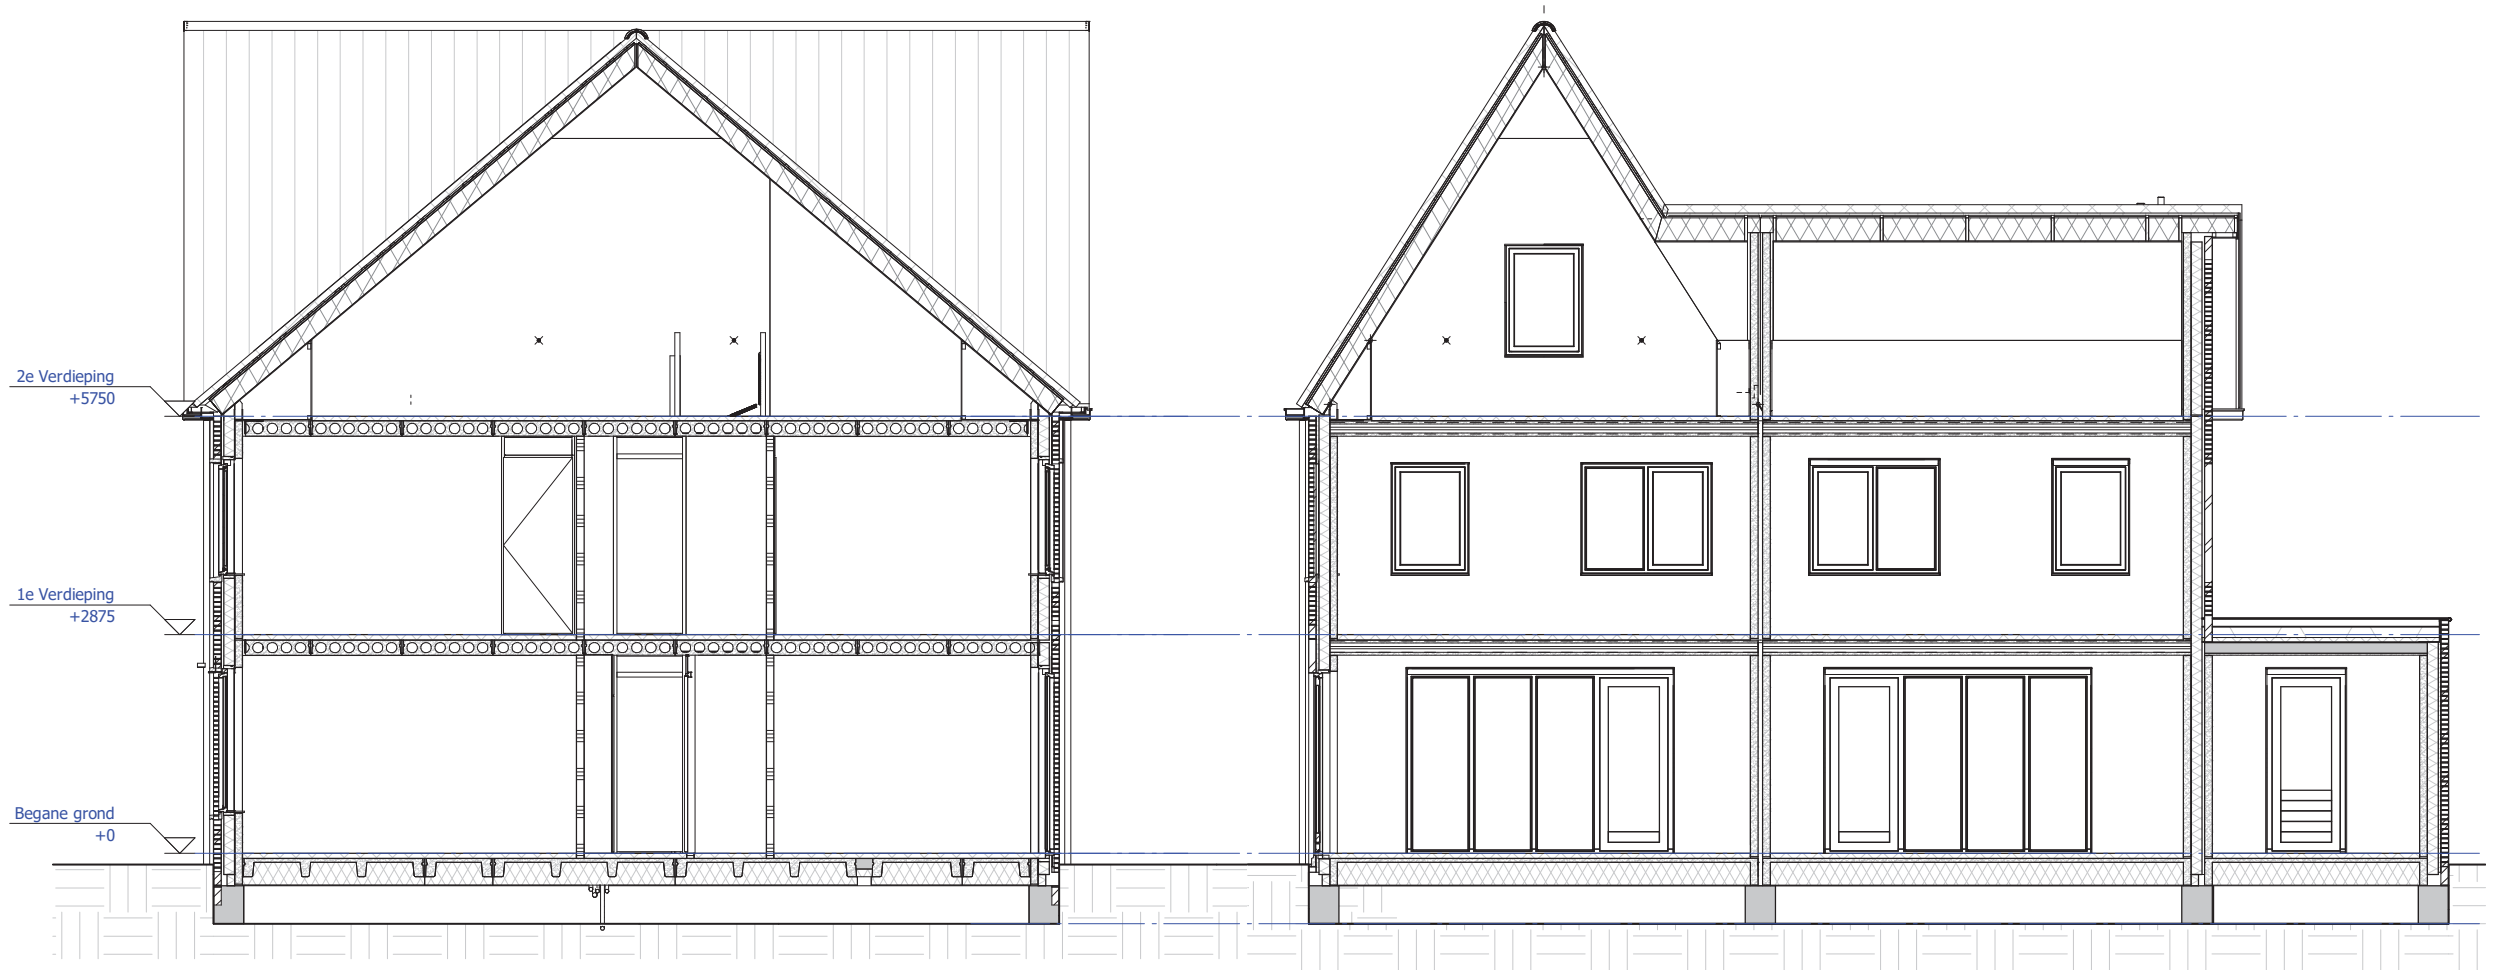 2e Verdieping
+5750
1e Verdieping
+2875
Begane grond
+0